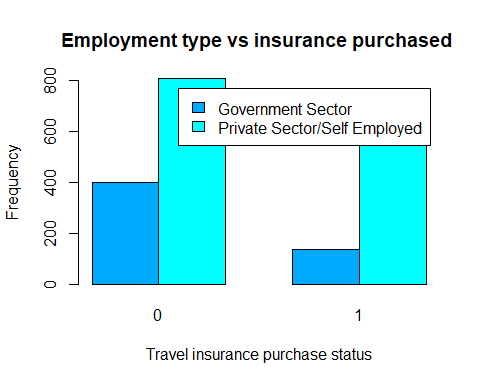 Employment type vs insurance purchased
Government Sector
Private Sector/Self Employed
Frequency
800
600
400
200
0
0
1
Travel insurance purchase status